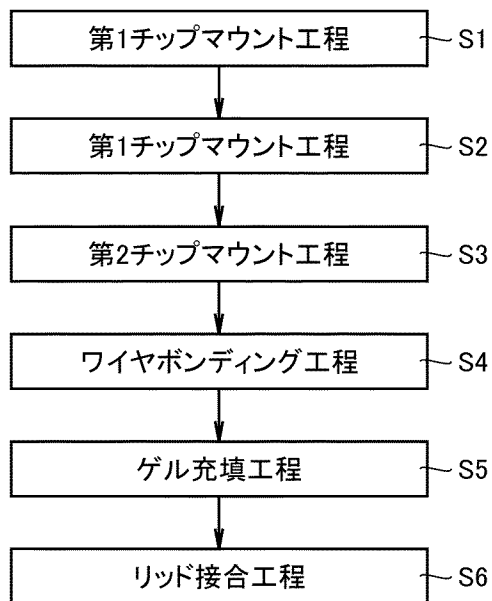 第1チップマウント工程 S1
第1チップマウント工程 S2
第2チップマウント工程 S3
ワイヤボンディング工程 S4
ゲル充填工程 S5
リッド接合工程 S6